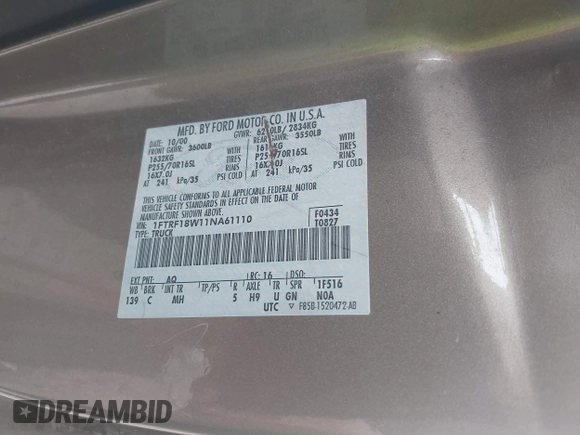 MFD. BY FORD MOTOR CO. IN U.S.A.
DATE: 10/00 GVWR: LB/ 2834KG
FRONT GAWR: 3600LB REAR GAWR: 3550LB
1632KG
P255/70R16SL WITH TIRES WITH TIRES
16X7.0J RIMS
AT 241 kPa/35 PSI COLD AT 241 kPa/35 PSI COLD
THIS VEHICLE CONFORMS TO ALL APPLICABLE FEDERAL MOTOR
VEHICLE SAFETY STANDARDS IN EFFECT ON THE DATE OF
MANUFACTURE SHOWN ABOVE.
VIN: 1FTRF18W11NA61110 F0434
TYPE: TRUCK T0827
EXT PNT: AQ RC: 16 DSO:
WB BRK INT TR TP/PS R AXLE TR SPR 1F516
139 C MH 5 H9 U GN N0A
UTC ▽ F85B-1520472-AB
DREAMBID